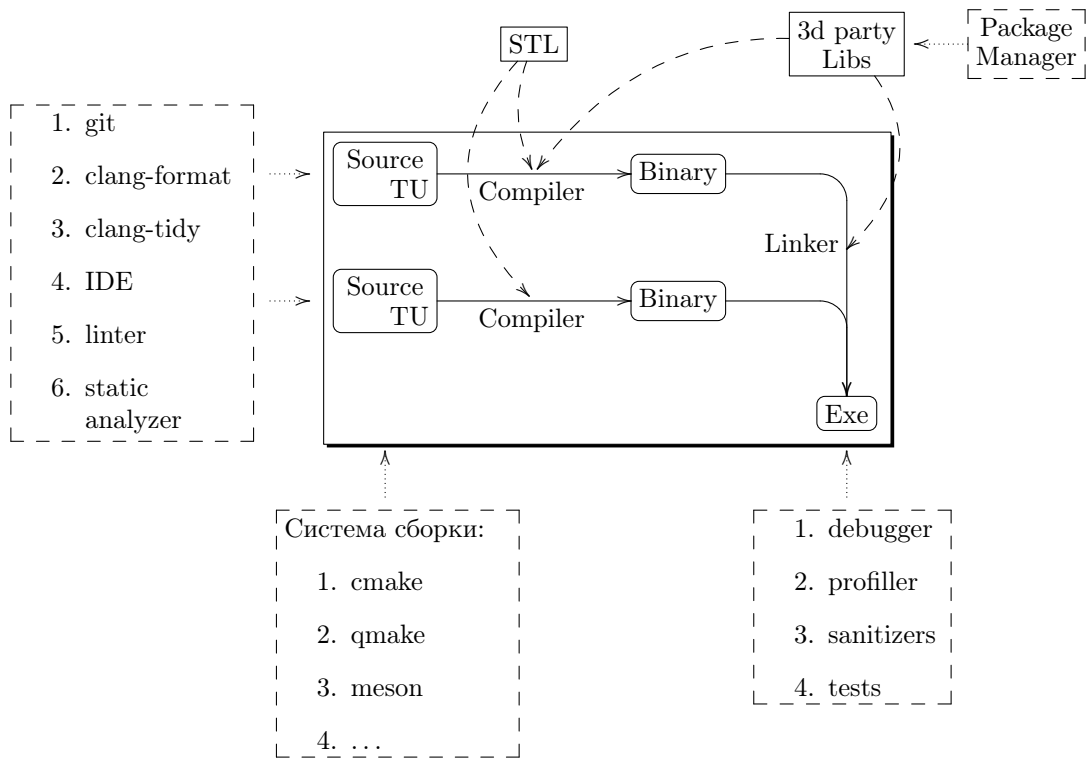 STL
3d party
Libs
Package
Manager
1. git
2. clang-format
3. clang-tidy
4. IDE
5. linter
6. static
analyzer
Source
TU
Compiler
Binary
Linker
Source
TU
Compiler
Binary
Exe
Система сборки:
1. cmake
2. qmake
3. meson
4. ...
1. debugger
2. profiller
3. sanitizers
4. tests